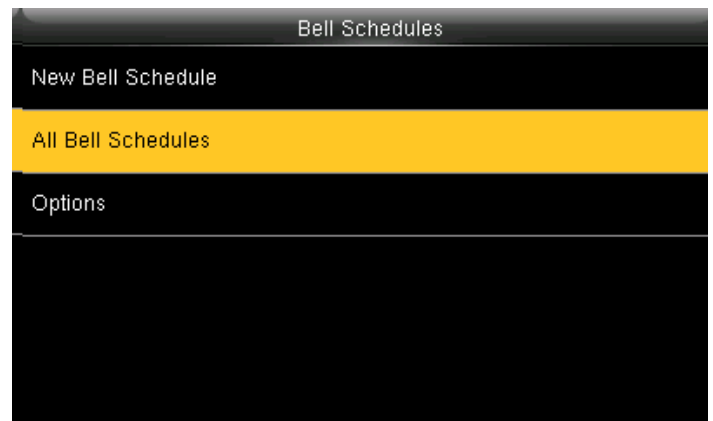 Bell Schedules
New Bell Schedule
All Bell Schedules
Options